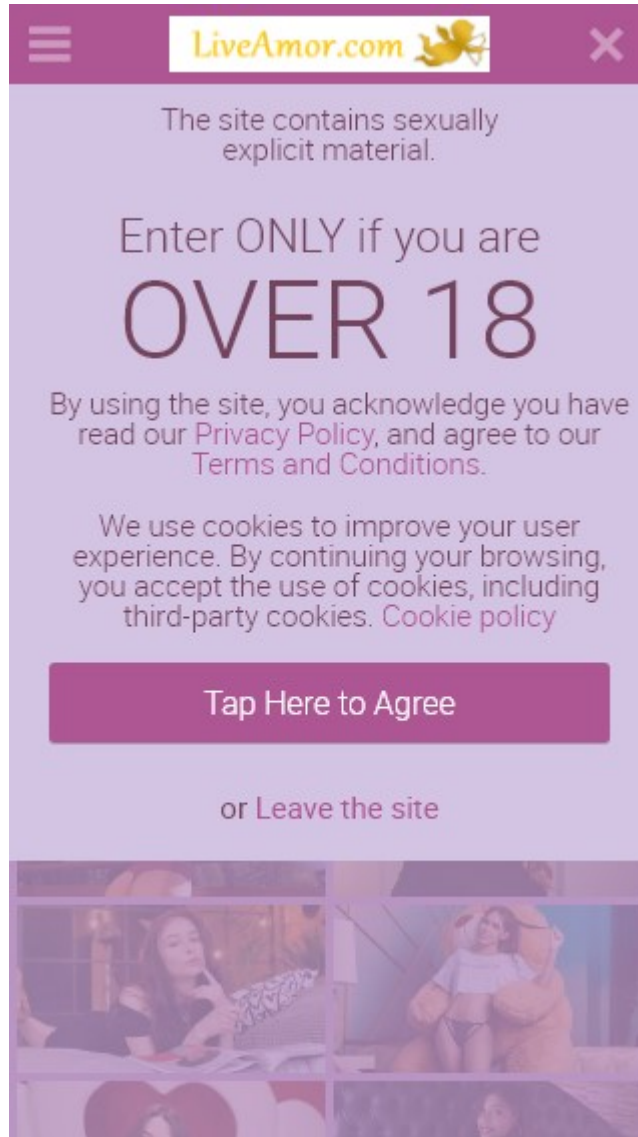 LiveAmor.com
The site contains sexually
explicit material.
Enter ONLY if you are
OVER 18
By using the site, you acknowledge you have
read our Privacy Policy, and agree to our
Terms and Conditions.
We use cookies to improve your user
experience. By continuing your browsing,
you accept the use of cookies, including
third-party cookies. Cookie policy
Tap Here to Agree
or Leave the site